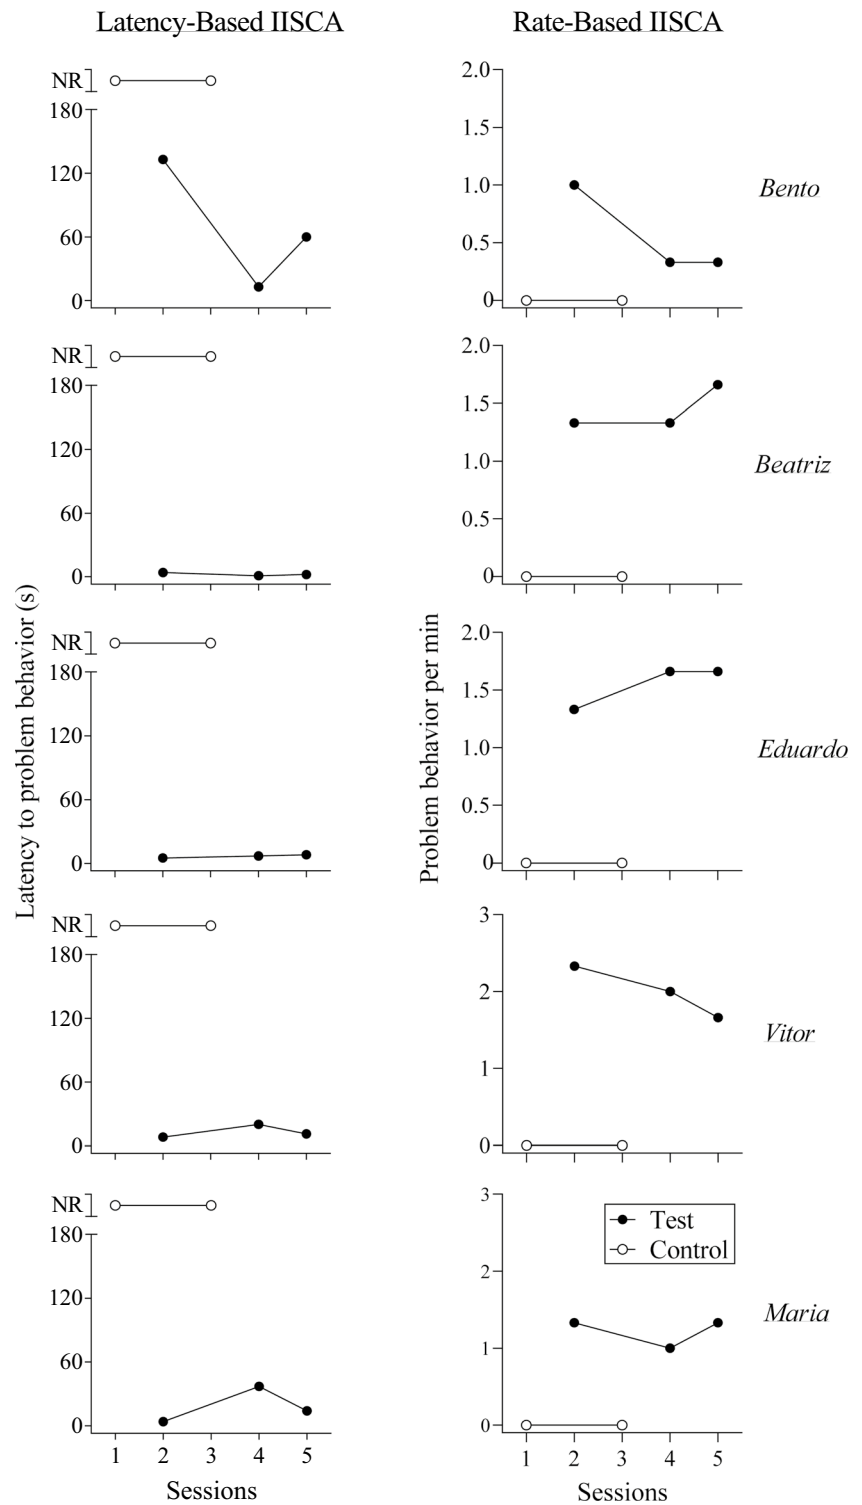 Latency-Based IISCA
Rate-Based IISCA
NR
180
120
60
0
2.0
1.5
1.0
0.5
0
Bento
NR
180
120
60
0
2.0
1.5
1.0
0.5
0
Beatriz
Latency to problem behavior (s)
Problem behavior per min
NR
180
120
60
0
2.0
1.5
1.0
0.5
0
Eduardo
NR
180
120
60
0
3
2
1
0
Vitor
NR
180
120
60
0
1 2 3 4 5
Sessions
3
2
1
0
Test
Control
1 2 3 4 5
Sessions
Maria